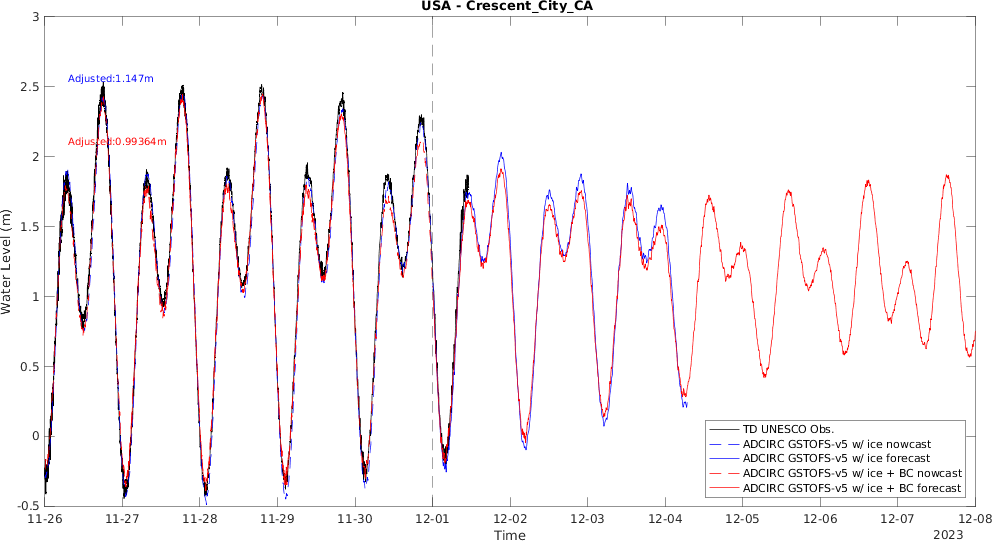 USA - Crescent_City_CA
3
2.5
2
1.5
1
0.5
0
-0.5
Water Level (m)
Adjusted:1.147m
Adjusted:0.99364m
TD UNESCO Obs.
ADCIRC GSTOFS-v5 w/ ice nowcast
ADCIRC GSTOFS-v5 w/ ice forecast
ADCIRC GSTOFS-v5 w/ ice + BC nowcast
ADCIRC GSTOFS-v5 w/ ice + BC forecast
11-26 11-27 11-28 11-29 11-30 12-01 12-02 12-03 12-04 12-05 12-06 12-07 12-08
Time
2023